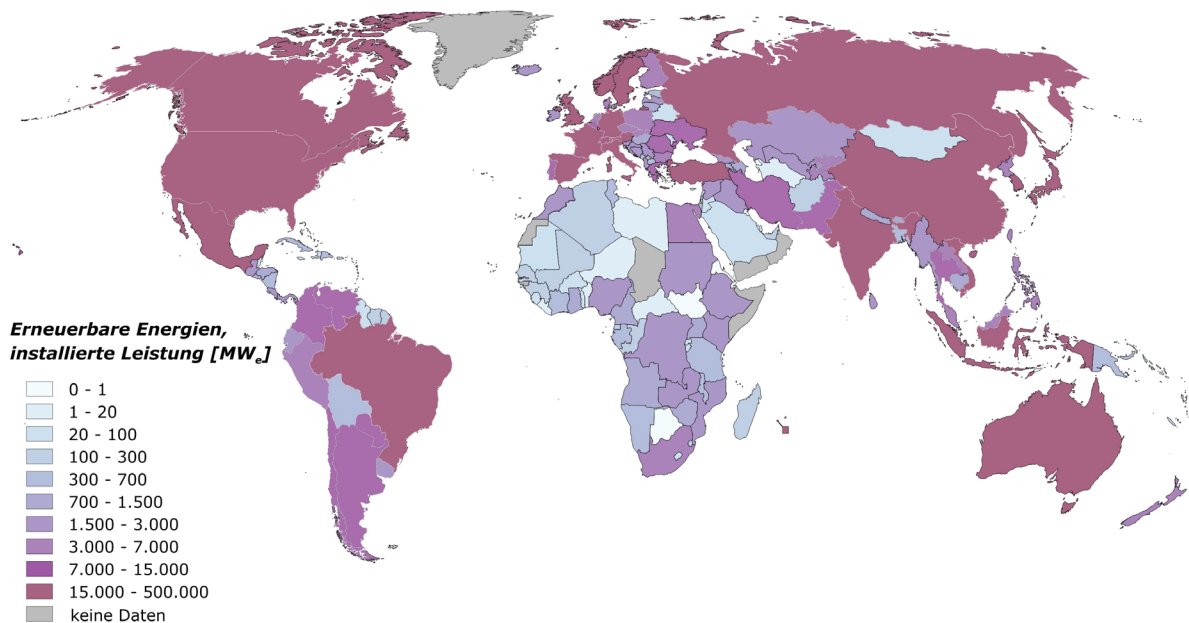 Erneuerbare Energien,
installierte Leistung [MWₑ]
0 - 1
1 - 20
20 - 100
100 - 300
300 - 700
700 - 1.500
1.500 - 3.000
3.000 - 7.000
7.000 - 15.000
15.000 - 500.000
keine Daten